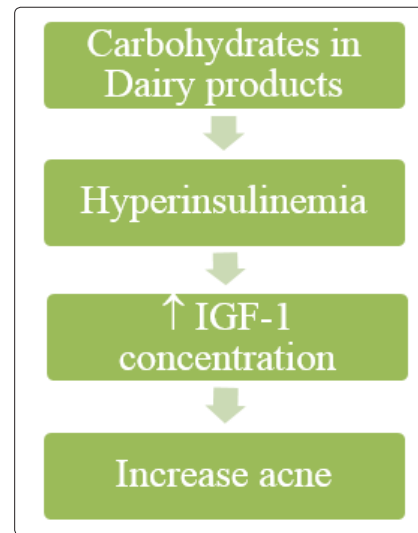 Carbohydrates in
Dairy products
Hyperinsulinemia
↑ IGF-1
concentration
Increase acne